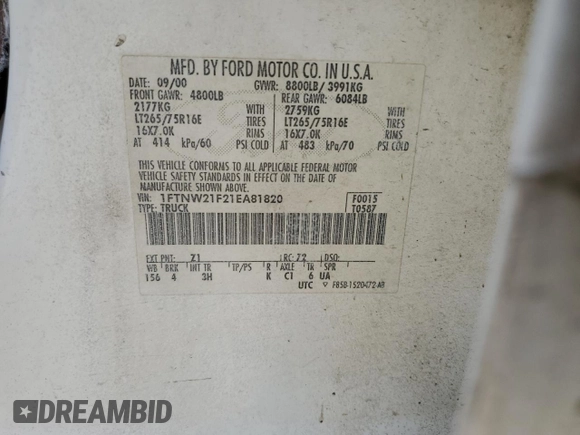 MFD. BY FORD MOTOR CO. IN U.S.A.
DATE: 09/00 GVWR: 8800LB/ 3991KG
FRONT GAWR: 4800LB REAR GAWR: 6084LB
2177KG WITH 2759KG WITH
LT265/75R16E TIRES LT265/75R16E TIRES
16X7.0K RIMS 16X7.0K RIMS
AT 414 kPa/60 PSI COLD AT 483 kPa/70 PSI COLD
THIS VEHICLE CONFORMS TO ALL APPLICABLE FEDERAL MOTOR
VEHICLE SAFETY STANDARDS IN EFFECT ON THE DATE OF
MANUFACTURE SHOWN ABOVE.
VIN: 1FTNW21F21EA81820 F0015
TYPE: TRUCK T0587
EXT PNT: Z1 RC: 72 DSO:
WB BRK INT TR TP/PS R AXLE TR SPR
156 4 3H K C1 6 UA
UTC F85B-1520472-AB
DREAMBID